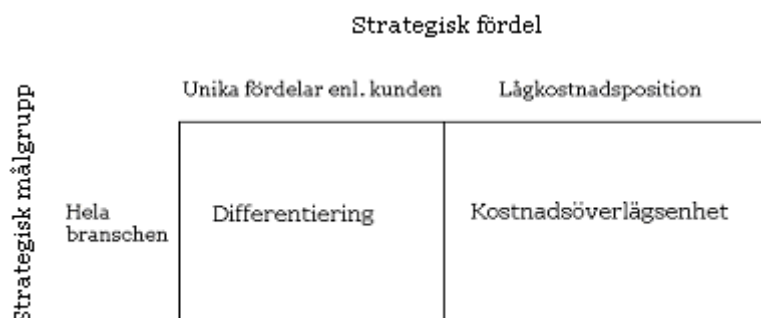 Strategisk fördel
Unika fördelar enl. kunden
Lågkostnadsposition
Strategisk målgrupp
Hela
branschen
Differentiering
Kostnadsöverlägsenhet